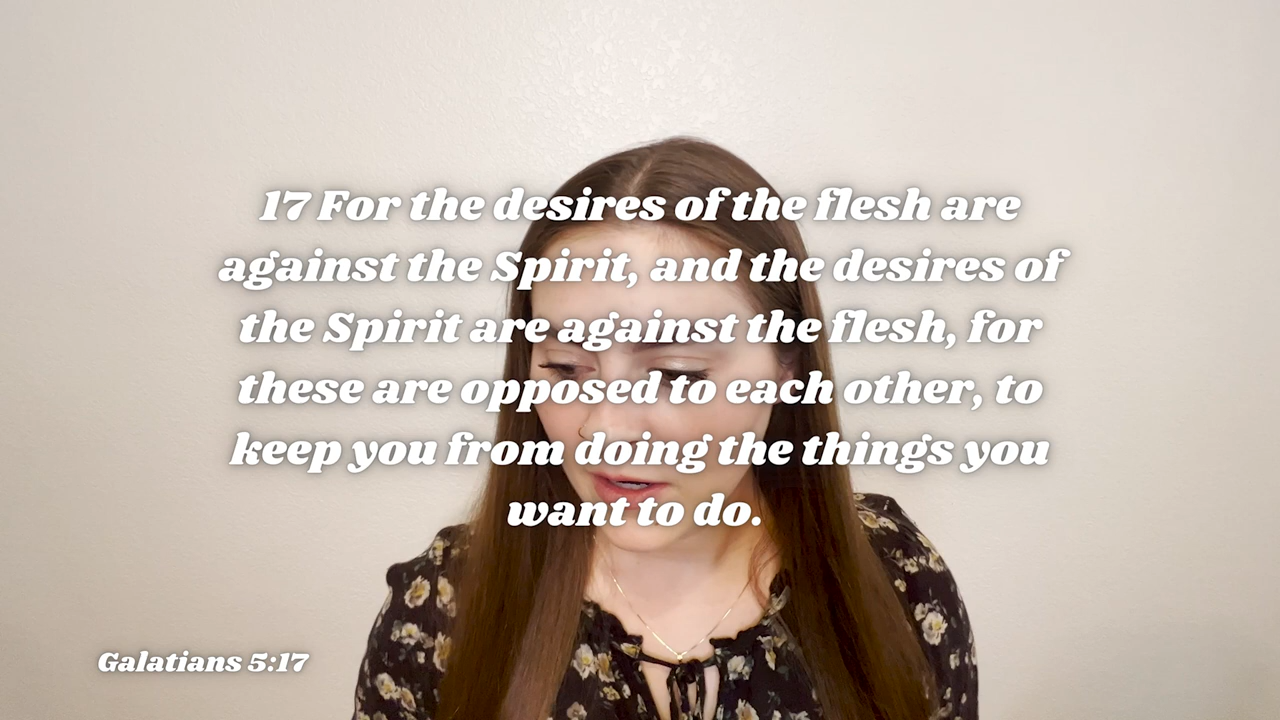 17 For the desires of the flesh are
against the Spirit, and the desires of
the Spirit are against the flesh, for
these are opposed to each other, to
keep you from doing the things you
want to do.
Galatians 5:17